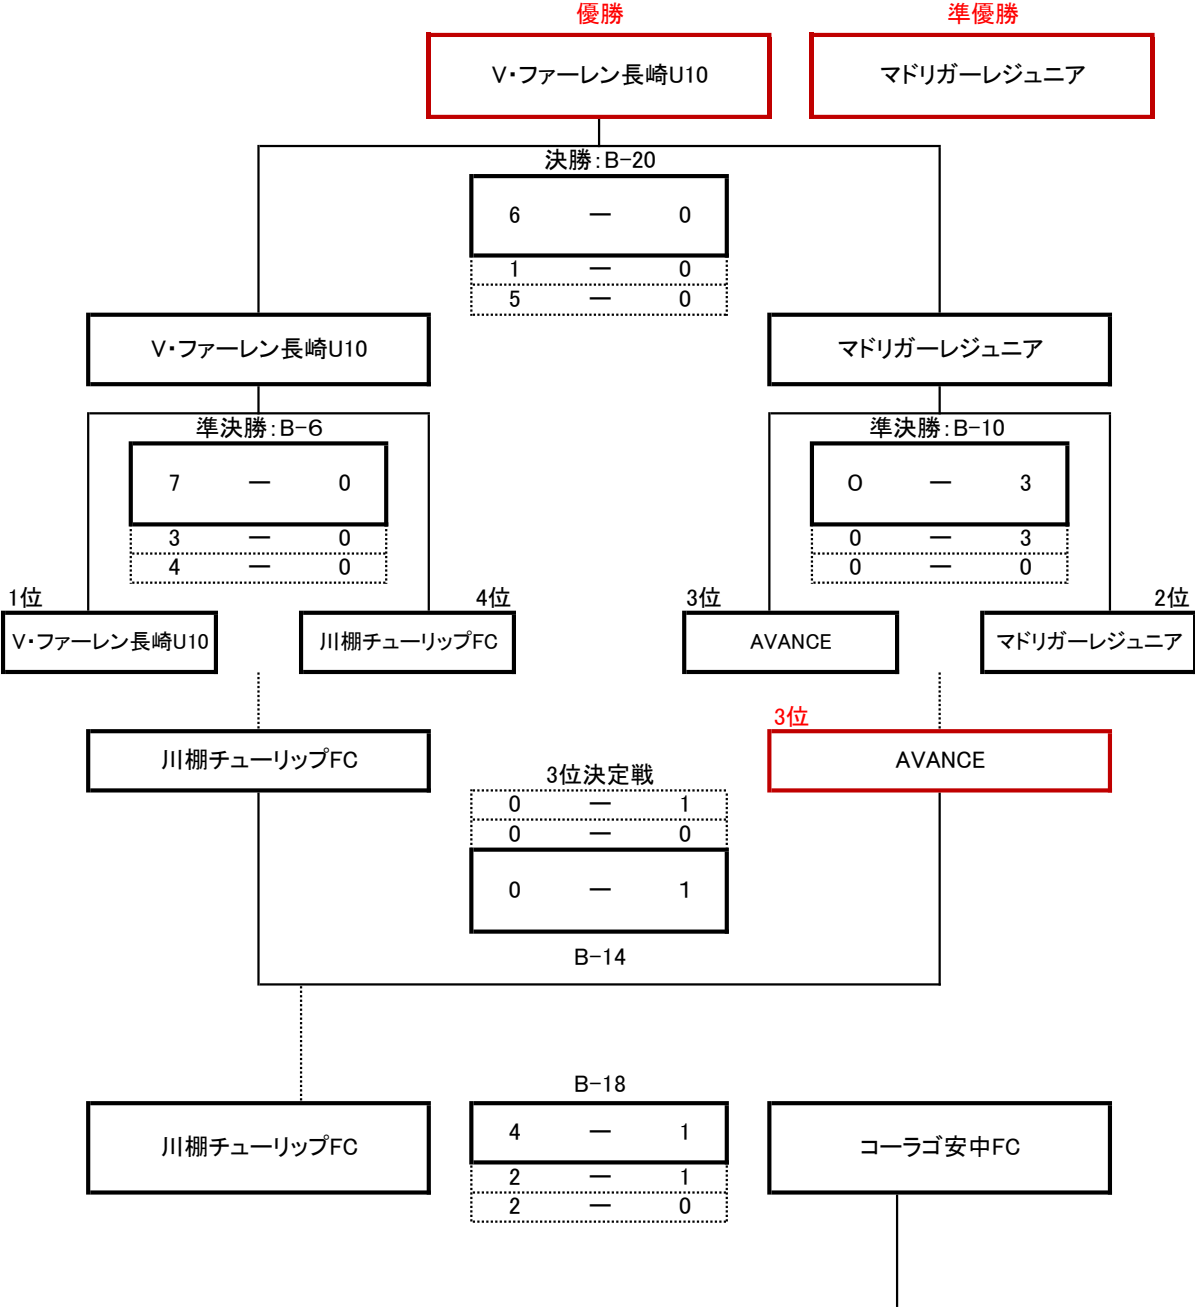 優勝 準優勝
V・ファーレン長崎U10 マドリガーレジュニア
決勝:B-20
6 ー 0
1 ー 0
5 ー 0
V・ファーレン長崎U10 マドリガーレジュニア
準決勝:B-6 準決勝:B-10
7 ー 0 O ー 3
3 ー 0 0 ー 3
4 ー 0 0 ー 0
1位 4位 3位 2位
V・ファーレン長崎U10 川棚チューリップFC AVANCE マドリガーレジュニア
3位
川棚チューリップFC AVANCE
3位決定戦
0 ー 1
0 ー 0
0 ー 1
B-14
B-18
川棚チューリップFC 4 ー 1 コーラゴ安中FC
2 ー 1
2 ー 0